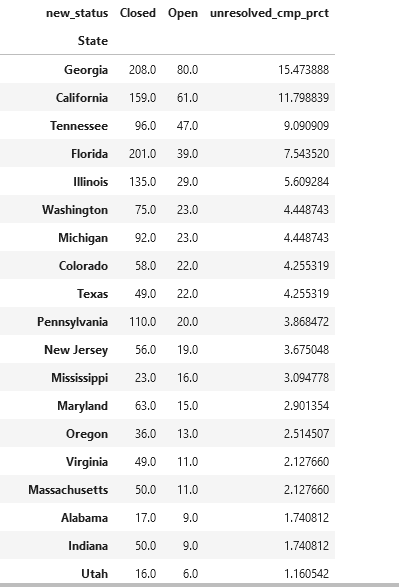 new_status Closed Open unresolved_cmp_prct
State
Georgia 208.0 80.0 15.473888
California 159.0 61.0 11.798839
Tennessee 96.0 47.0 9.090909
Florida 201.0 39.0 7.543520
Illinois 135.0 29.0 5.609284
Washington 75.0 23.0 4.448743
Michigan 92.0 23.0 4.448743
Colorado 58.0 22.0 4.255319
Texas 49.0 22.0 4.255319
Pennsylvania 110.0 20.0 3.868472
New Jersey 56.0 19.0 3.675048
Mississippi 23.0 16.0 3.094778
Maryland 63.0 15.0 2.901354
Oregon 36.0 13.0 2.514507
Virginia 49.0 11.0 2.127660
Massachusetts 50.0 11.0 2.127660
Alabama 17.0 9.0 1.740812
Indiana 50.0 9.0 1.740812
Utah 16.0 6.0 1.160542